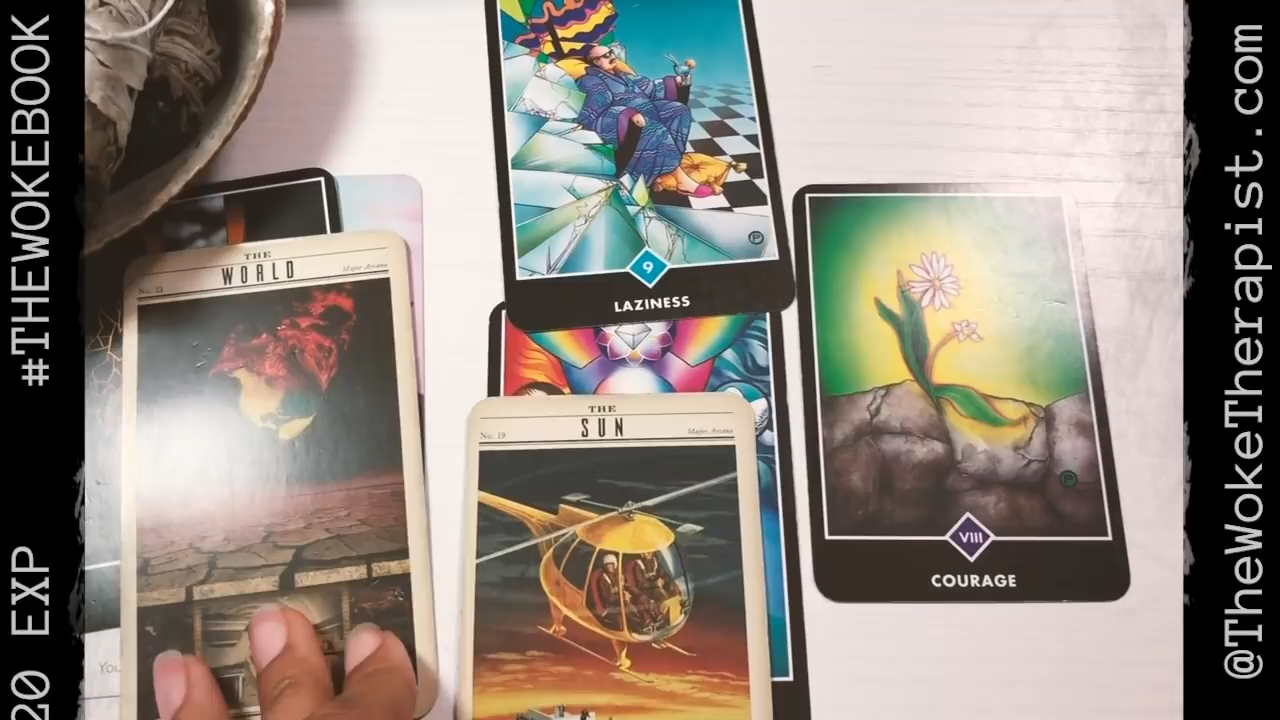 #THEWOKEBOOK
20 EXP
THE
WORLD
No. 21
Major Arcana
You
9
LAZINESS
THE
SUN
No. 19
Major Arcana
VIII
COURAGE
@TheWokeTherapist.com